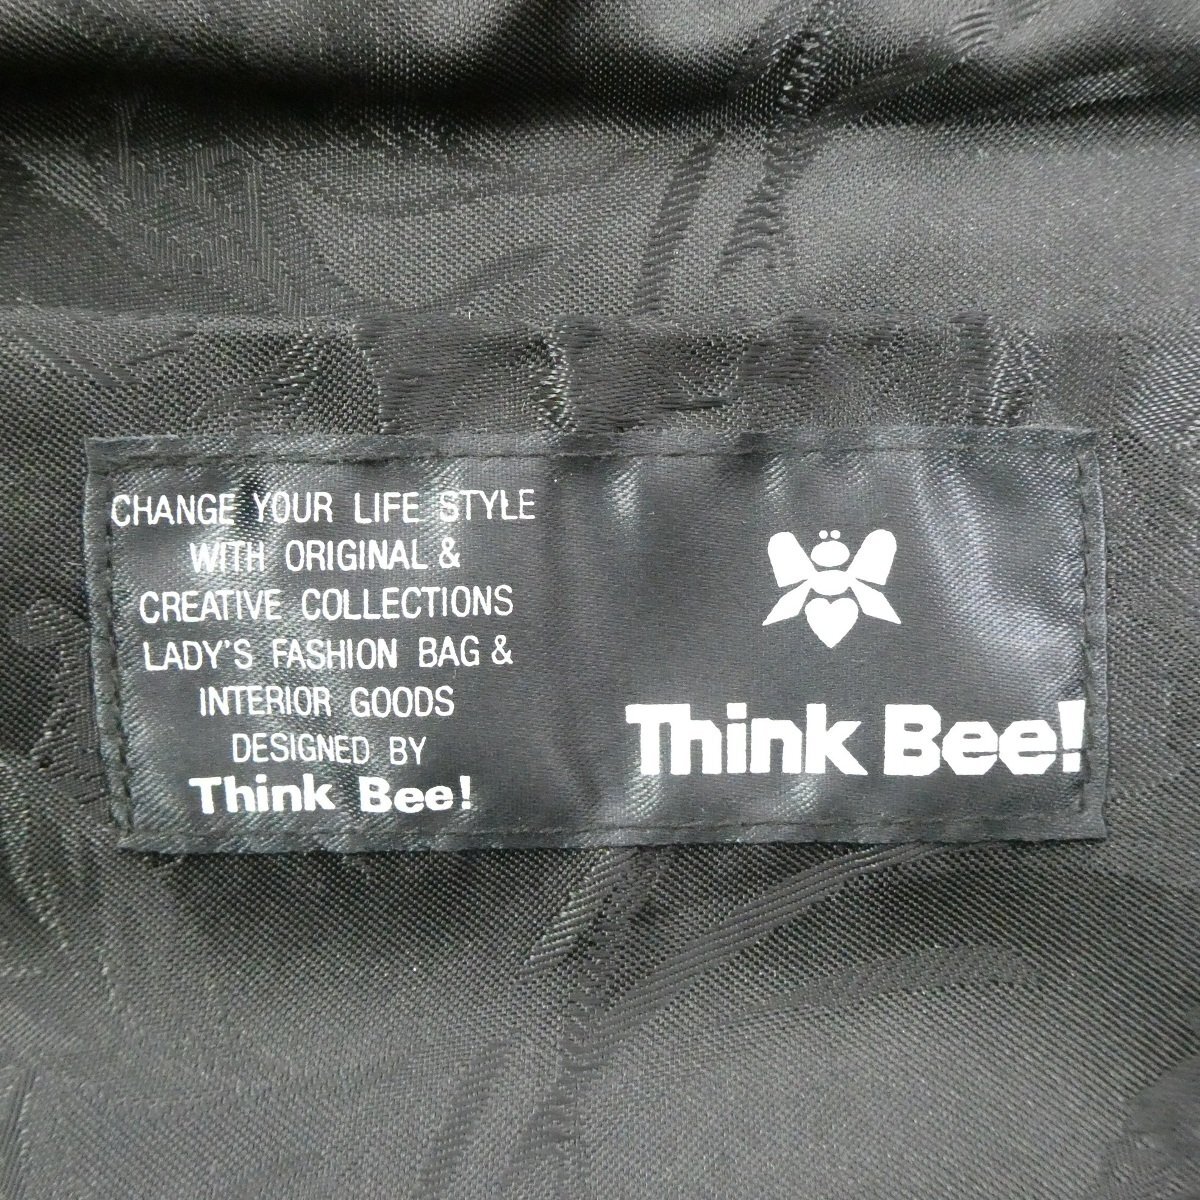 CHANGE YOUR LIFE STYLE
WITH ORIGINAL &
CREATIVE COLLECTIONS
LADY'S FASHION BAG &
INTERIOR GOODS
DESIGNED BY
Think Bee!
Think Bee!